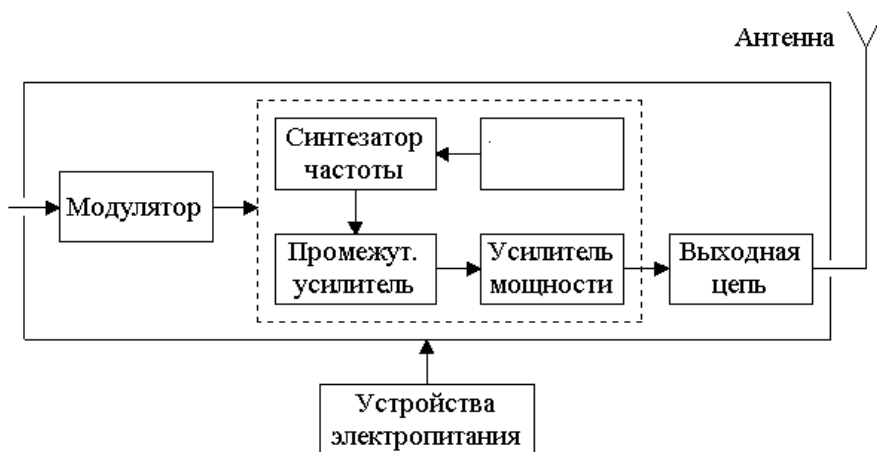 Антенна
Синтезатор
частоты
Модулятор
Промежут.
усилитель
Усилитель
мощности
Выходная
цепь
Устройства
электропитания